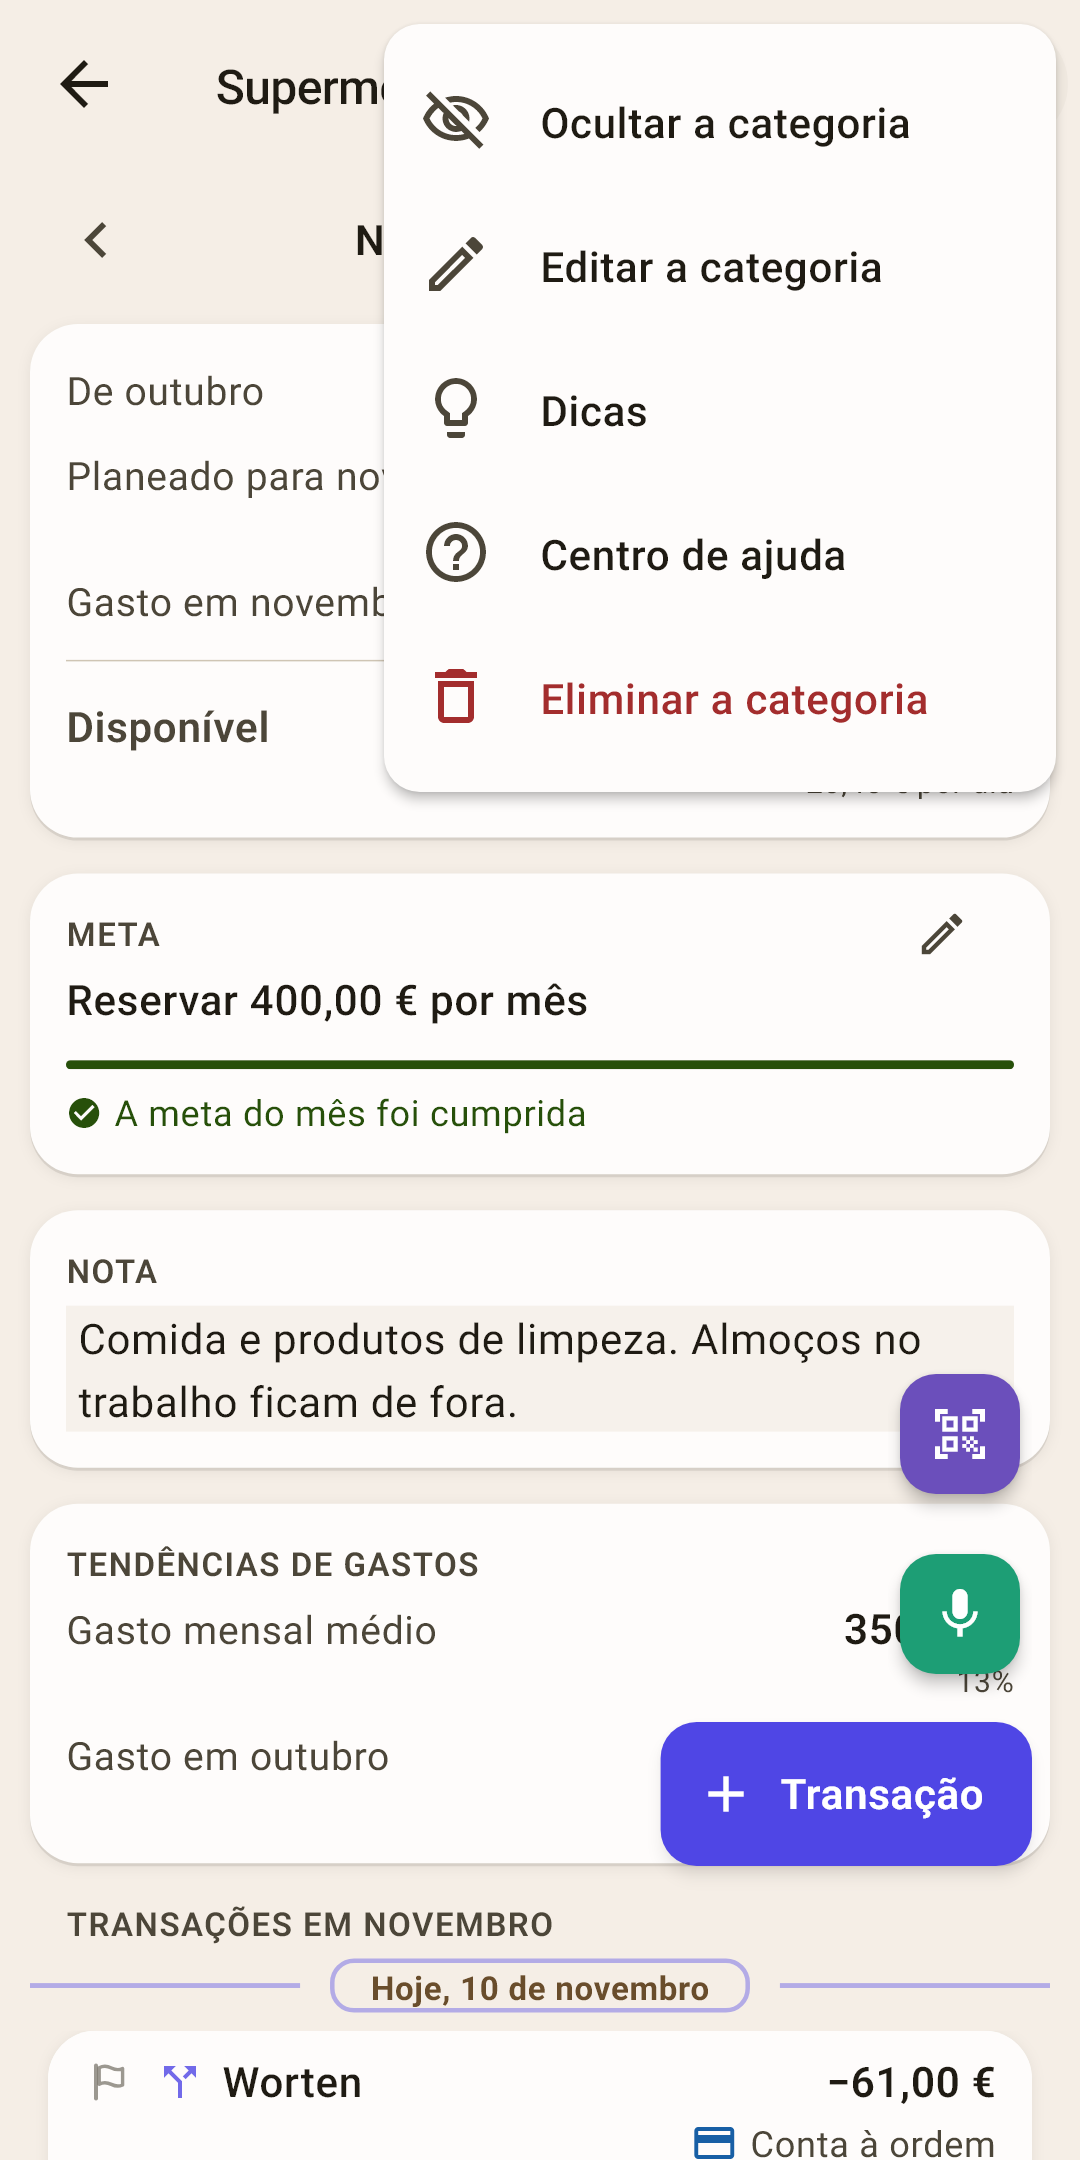 Ocultar a categoria
Editar a categoria
De outubro
Dicas
Planeado para
Centro de ajuda
Gasto em
Eliminar a categoria
Disponível
META
Reservar 400,00 € por mês
A meta do mês foi cumprida
NOTA
Comida e produtos de limpeza. Almoços no
trabalho ficam de fora.
TENDÊNCIAS DE GASTOS
Gasto mensal médio
13%
Gasto em outubro
Transação
TRANSAÇÕES EM NOVEMBRO
Hoje, 10 de novembro
Worten −61,00 €
Conta à ordem